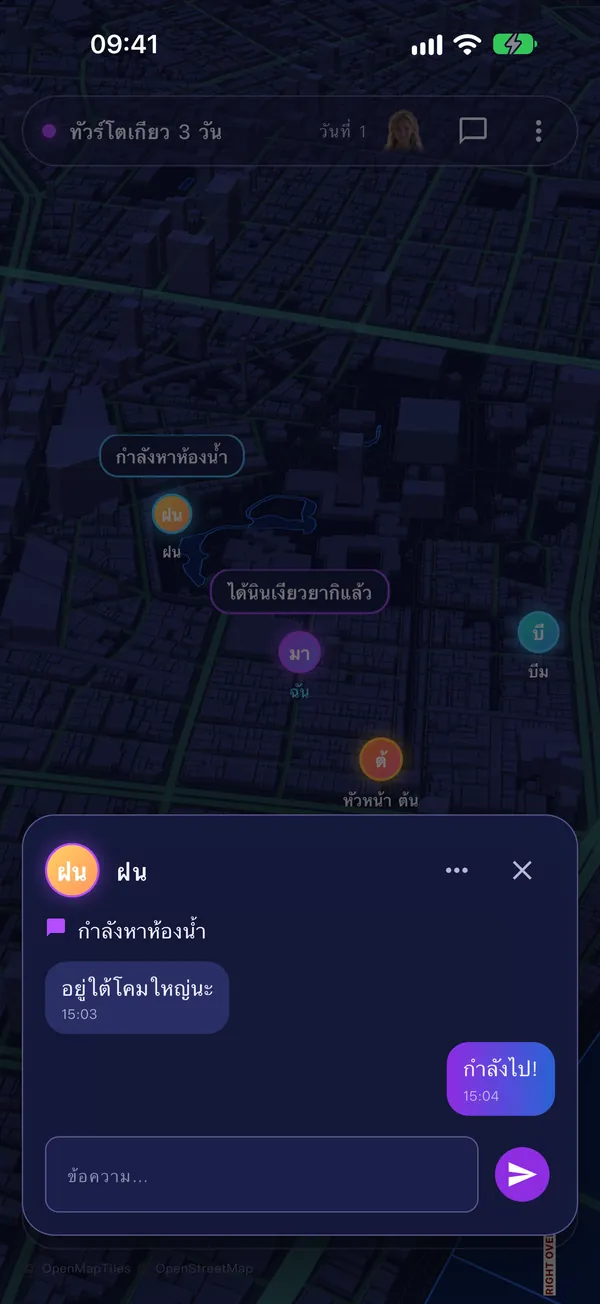 09:41
ทัวร์โตเกียว 3 วัน
วันที่ 1
กำลังหาห้องน้ำ
ฝน
ฝน
ได้นินเงียวยากิแล้ว
มา
ฉัน
บี
บีม
ต้
หัวหน้า ต้น
ฝน
ฝน
กำลังหาห้องน้ำ
อยู่ใต้โคมใหญ่นะ
15:03
กำลังไป!
15:04
ข้อความ...
© OpenMapTiles © OpenStreetMap
RIGHT OVE